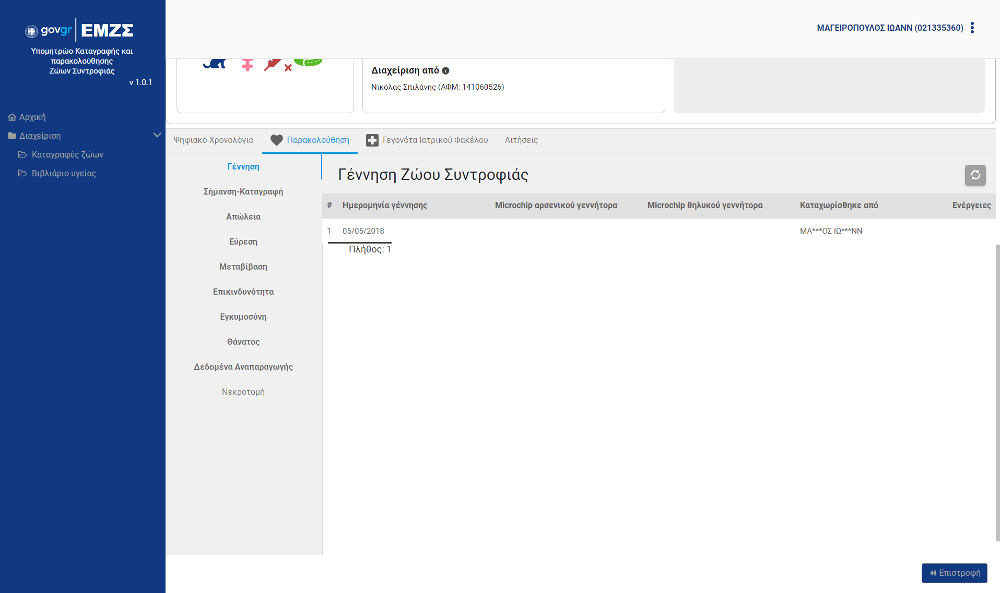 govgr ΕΜΖΣ
Υπομητρώο Καταγραφής και
παρακολούθησης
Ζώων Συντροφιάς
v 1.0.1
Αρχική
Διαχείριση
Καταγραφές ζώων
Βιβλιάριο υγείας
ΜΑΓΕΙΡΟΠΟΥΛΟΣ ΙΩΑΝΝ (021335360)
Διαχείριση από
Νικόλας Σπιλάνης (ΑΦΜ: 141060526)
Ψηφιακό Χρονολόγιο Παρακολούθηση Γεγονότα Ιατρικού Φακέλου Αιτήσεις
Γέννηση
Σήμανση-Καταγραφή
Απώλεια
Εύρεση
Μεταβίβαση
Επικινδυνότητα
Εγκυμοσύνη
Θάνατος
Δεδομένα Αναπαραγωγής
Νεκροτομή
Γέννηση Ζώου Συντροφιάς
# Ημερομηνία γέννησης Microchip αρσενικού γεννήτορα Microchip θηλυκού γεννήτορα Καταχωρίσθηκε από Ενέργειες
1 05/05/2018 ΜΑ***ΟΣ ΙΩ***ΝΝ
Πλήθος: 1
Επιστροφή